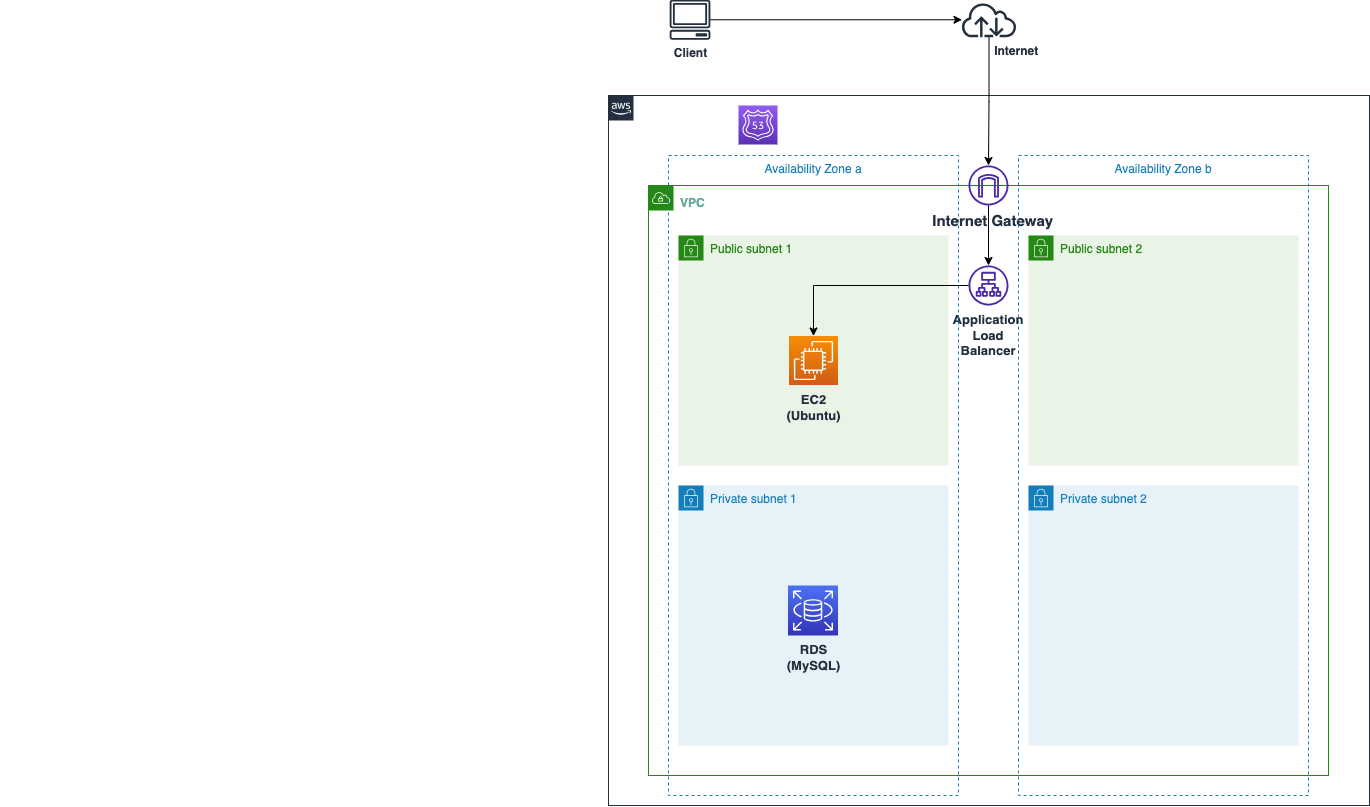 Client
Internet
aws
53
Availability Zone a
Availability Zone b
VPC
Internet Gateway
Public subnet 1
Public subnet 2
Application
Load
Balancer
EC2
(Ubuntu)
Private subnet 1
Private subnet 2
RDS
(MySQL)